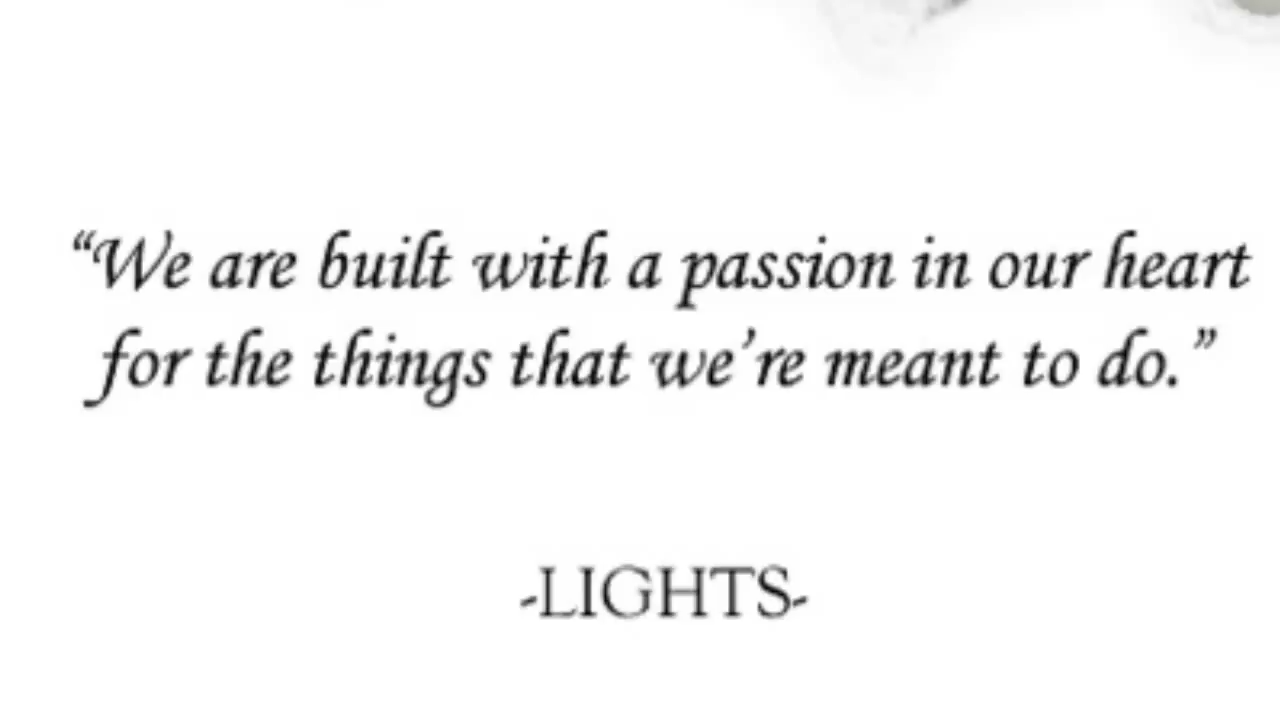 “We are built with a passion in our heart
for the things that we’re meant to do.”
-LIGHTS-